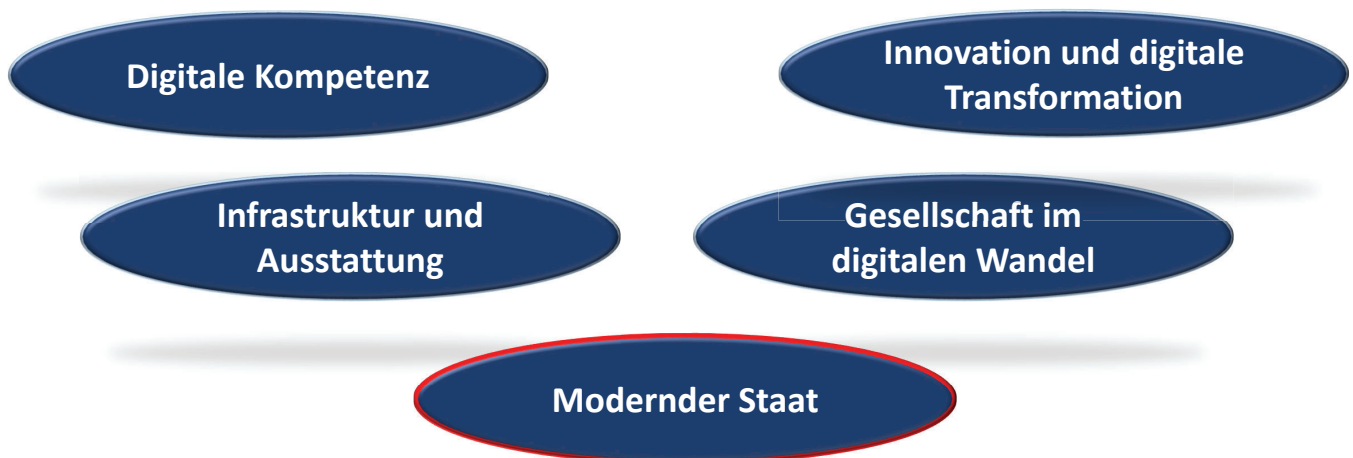 Digitale Kompetenz
Innovation und digitale
Transformation
Infrastruktur und
Ausstattung
Gesellschaft im
digitalen Wandel
Modernder Staat